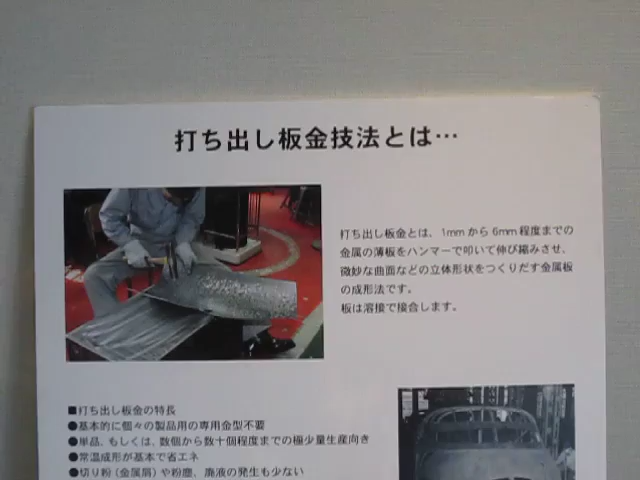 打ち出し板金技法とは…
打ち出し板金とは、1mmから6mm程度までの
金属の薄板をハンマーで叩いて伸び縮みさせ、
微妙な曲面などの立体形状をつくりだす金属板
の成形法です。
板は溶接で接合します。
■打ち出し板金の特長
●基本的に個々の製品用の専用金型不要
●単品、もしくは、数個から数十個程度までの極少量生産向き
●常温成形が基本で省エネ
●切り粉（金属屑）や粉塵、廃液の発生も少ない